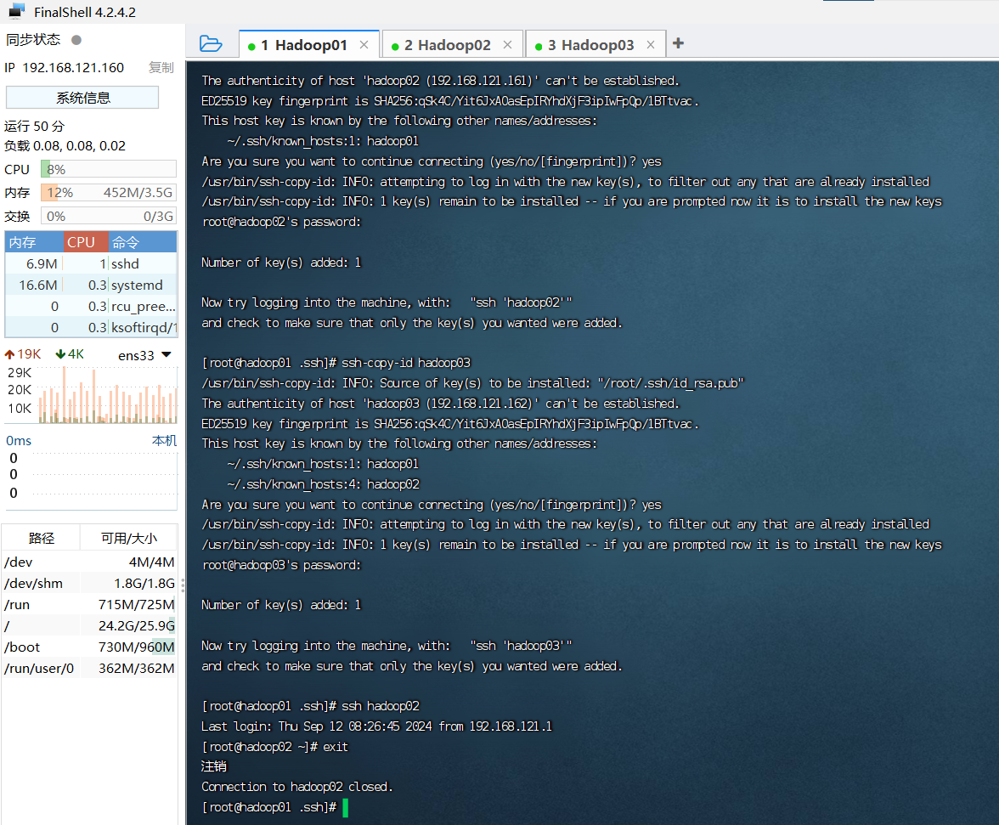 FinalShell 4.2.4.2
同步状态
IP 192.168.121.160 复制
系统信息
运行 50 分
负载 0.08, 0.08, 0.02
CPU 8%
内存 12% 452M/3.5G
交换 0% 0/3G
内存 CPU 命令
6.9M 1 sshd
16.6M 0.3 systemd
0 0.3 rcu_pree...
0 0.3 ksoftirqd/1
19K 4K ens33
29K
20K
10K
0ms 本机
0
0
0
路径 可用/大小
/dev 4M/4M
/dev/shm 1.8G/1.8G
/run 715M/725M
/ 24.2G/25.9G
/boot 730M/960M
/run/user/0 362M/362M
1 Hadoop01 × 2 Hadoop02 × 3 Hadoop03 × +
The authenticity of host 'hadoop02 (192.168.121.161)' can't be established.
ED25519 key fingerprint is SHA256:qSk4C/Yit6JxAOasEpIRYhdXjF3ipIwFpQp/1BTtvac.
This host key is known by the following other names/addresses:
~/.ssh/known_hosts:1: hadoop01
Are you sure you want to continue connecting (yes/no/[fingerprint])? yes
/usr/bin/ssh-copy-id: INFO: attempting to log in with the new key(s), to filter out any that are already installed
/usr/bin/ssh-copy-id: INFO: 1 key(s) remain to be installed -- if you are prompted now it is to install the new keys
root@hadoop02's password:
Number of key(s) added: 1
Now try logging into the machine, with: "ssh 'hadoop02'"
and check to make sure that only the key(s) you wanted were added.
[root@hadoop01 .ssh]# ssh-copy-id hadoop03
/usr/bin/ssh-copy-id: INFO: Source of key(s) to be installed: "/root/.ssh/id_rsa.pub"
The authenticity of host 'hadoop03 (192.168.121.162)' can't be established.
ED25519 key fingerprint is SHA256:qSk4C/Yit6JxAOasEpIRYhdXjF3ipIwFpQp/1BTtvac.
This host key is known by the following other names/addresses:
~/.ssh/known_hosts:1: hadoop01
~/.ssh/known_hosts:4: hadoop02
Are you sure you want to continue connecting (yes/no/[fingerprint])? yes
/usr/bin/ssh-copy-id: INFO: attempting to log in with the new key(s), to filter out any that are already installed
/usr/bin/ssh-copy-id: INFO: 1 key(s) remain to be installed -- if you are prompted now it is to install the new keys
root@hadoop03's password:
Number of key(s) added: 1
Now try logging into the machine, with: "ssh 'hadoop03'"
and check to make sure that only the key(s) you wanted were added.
[root@hadoop01 .ssh]# ssh hadoop02
Last login: Thu Sep 12 08:26:45 2024 from 192.168.121.1
[root@hadoop02 ~]# exit
注销
Connection to hadoop02 closed.
[root@hadoop01 .ssh]#